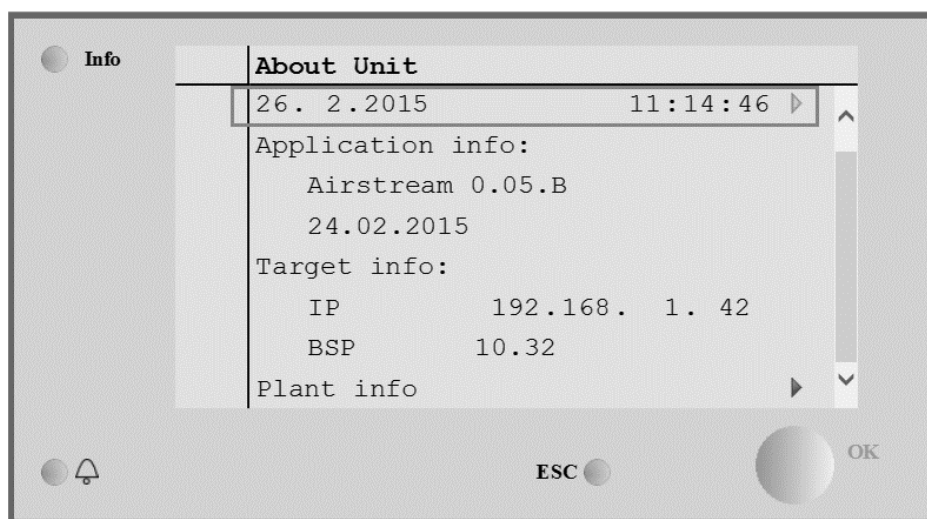 Info
About Unit
26. 2.2015 11:14:46
Application info:
Airstream 0.05.B
24.02.2015
Target info:
IP 192.168. 1. 42
BSP 10.32
Plant info
ESC
OK